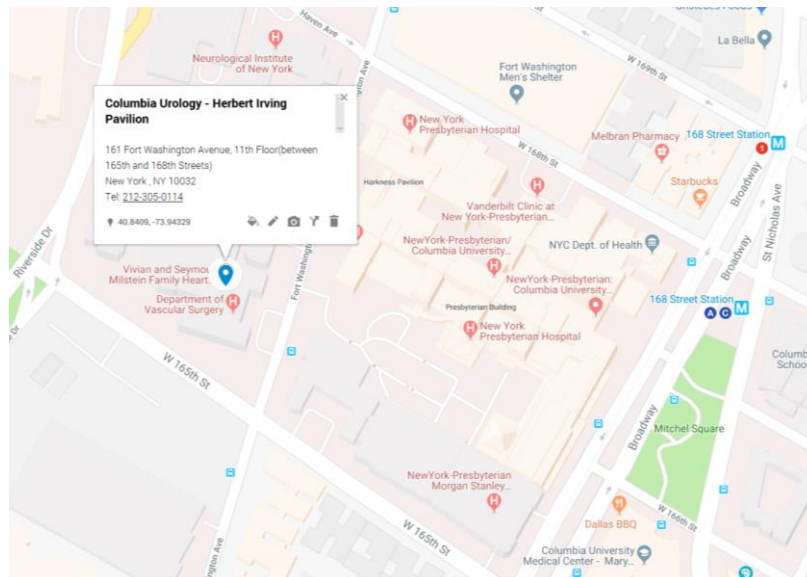 Haven Ave
W 169th St
La Bella
Neurological Institute
of New York
Fort Washington
Men's Shelter
Columbia Urology - Herbert Irving
Pavilion
161 Fort Washington Avenue, 11th Floor(between
165th and 168th Streets)
New York , NY 10032
Tel: 212-305-0114
40.8409, -73.94329
New York
Presbyterian Hospital
W 168th St
Melbran Pharmacy
168 Street Station
1
M
Harkness Pavilion
Starbucks
Broadway
St Nicholas Ave
Vanderbilt Clinic at
New York-Presbyterian...
Riverside Dr
Fort Washington
NewYork-Presbyterian/
Columbia University...
NYC Dept. of Health
Broadway
Vivian and Seymou
Milstein Family Heart...
NewYork-Presbyterian:
Columbia University...
Department of
Vascular Surgery
Presbyterian Building
168 Street Station
M
A C
New York
Presbyterian Hospital
W 165th St
Columb
Schoo
Broadway
Mitchel Square
NewYork-Presbyterian
Morgan Stanley...
W 165th St
W 166th St
Dallas BBQ
Columbia University
Medical Center - Mary...